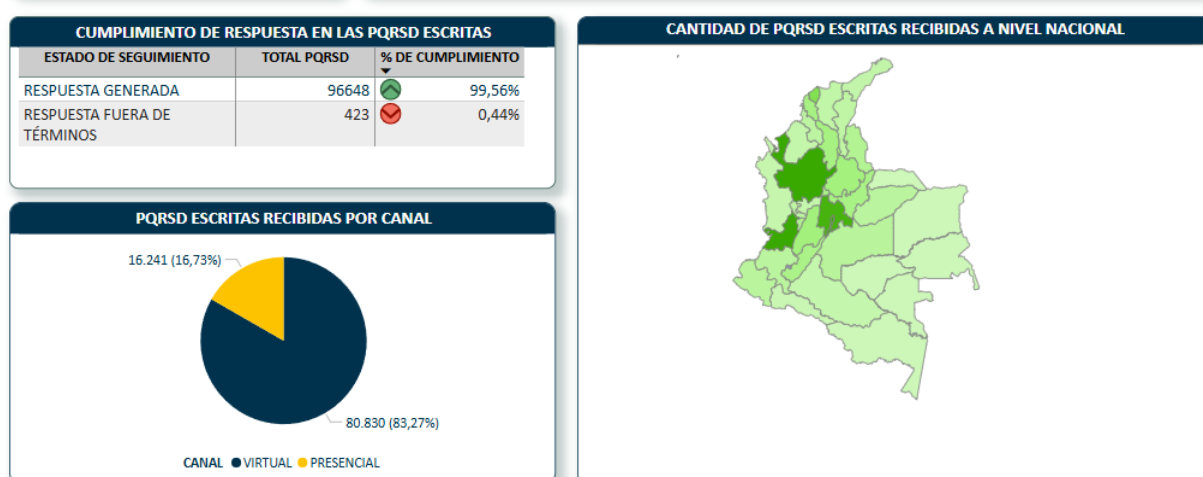 CUMPLIMIENTO DE RESPUESTA EN LAS PQRSD ESCRITAS
ESTADO DE SEGUIMIENTO TOTAL PQRSD % DE CUMPLIMIENTO
RESPUESTA GENERADA 96648 99,56%
RESPUESTA FUERA DE TÉRMINOS 423 0,44%
PQRSD ESCRITAS RECIBIDAS POR CANAL
16.241 (16,73%)
80.830 (83,27%)
CANAL VIRTUAL PRESENCIAL
CANTIDAD DE PQRSD ESCRITAS RECIBIDAS A NIVEL NACIONAL